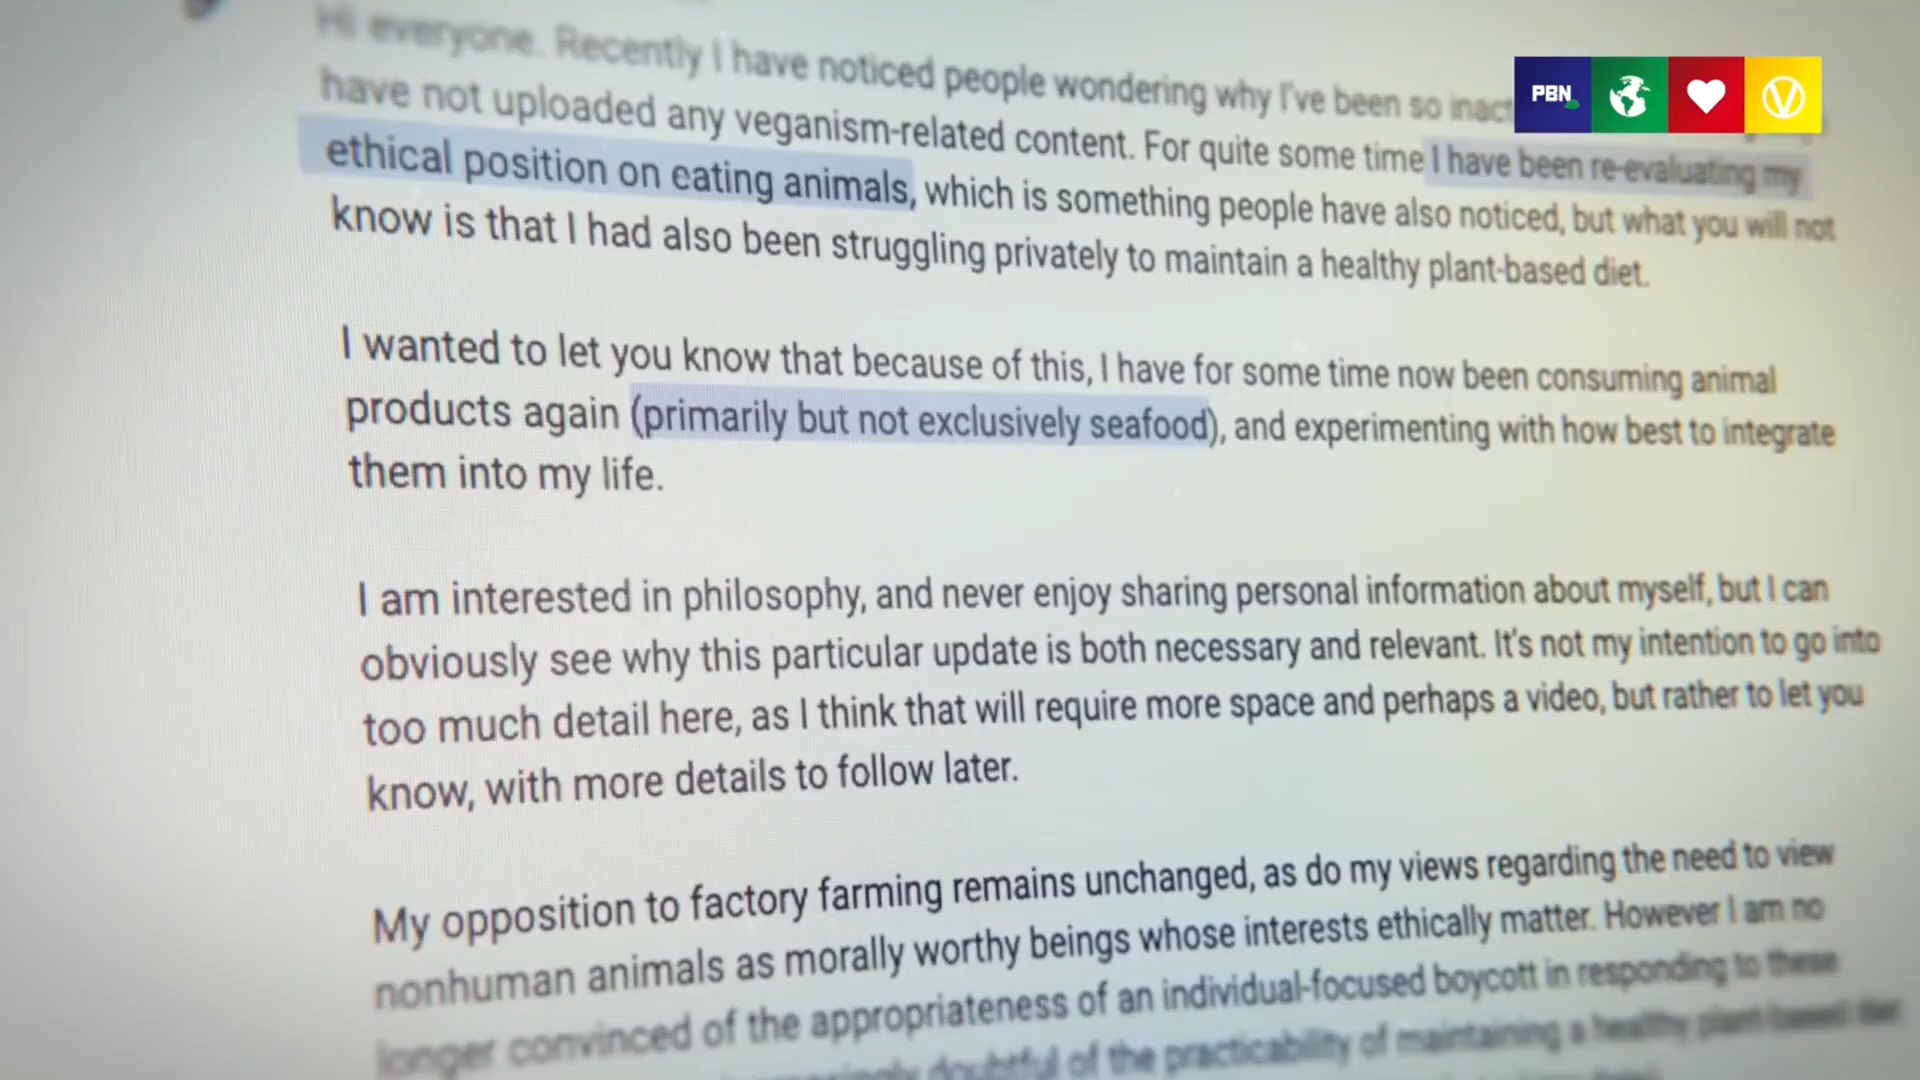 Hi everyone. Recently I have noticed people wondering why I've been so inact
PBN
have not uploaded any veganism-related content. For quite some time I have been re-evaluating my
ethical position on eating animals, which is something people have also noticed, but what you will not
know is that I had also been struggling privately to maintain a healthy plant-based diet.
I wanted to let you know that because of this, I have for some time now been consuming animal
products again (primarily but not exclusively seafood), and experimenting with how best to integrate
them into my life.
I am interested in philosophy, and never enjoy sharing personal information about myself, but I can
obviously see why this particular update is both necessary and relevant. It's not my intention to go into
too much detail here, as I think that will require more space and perhaps a video, but rather to let you
know, with more details to follow later.
My opposition to factory farming remains unchanged, as do my views regarding the need to view
nonhuman animals as morally worthy beings whose interests ethically matter. However I am no
longer convinced of the appropriateness of an individual-focused boycott in responding to these
doubtful of the practicability of maintaining a healthy plant-based diet